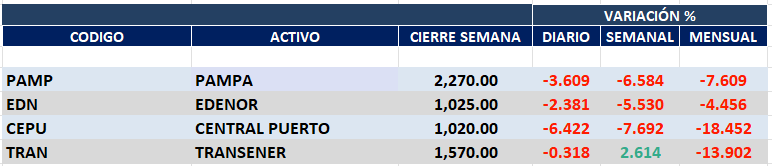 VARIACIÓN %
CODIGO ACTIVO CIERRE SEMANA DIARIO SEMANAL MENSUAL
PAMP PAMPA 2,270.00 -3.609 -6.584 -7.609
EDN EDENOR 1,025.00 -2.381 -5.530 -4.456
CEPU CENTRAL PUERTO 1,020.00 -6.422 -7.692 -18.452
TRAN TRANSENER 1,570.00 -0.318 2.614 -13.902